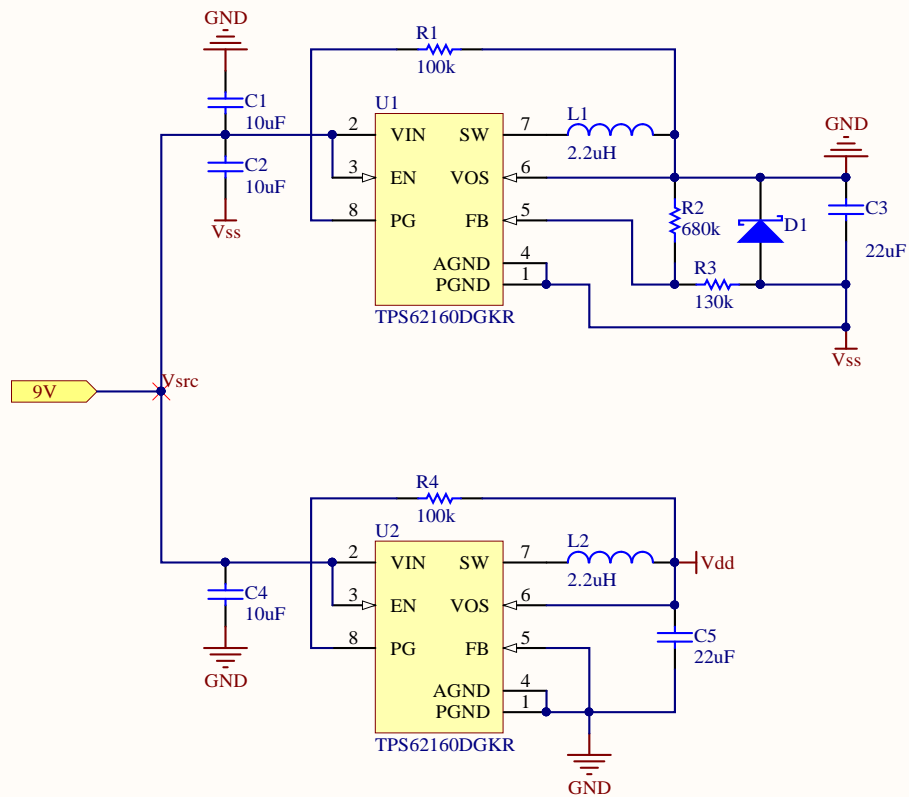 GND
R1
100k
C1
10uF
U1
2
VIN
SW
7
L1
2.2uH
GND
C2
10uF
3
EN
VOS
6
Vss
8
PG
FB
5
R2
680k
D1
C3
22uF
AGND
4
PGND
1
R3
130k
TPS62160DGKR
Vss
9V
Vsrc
R4
100k
U2
2
VIN
SW
7
L2
2.2uH
Vdd
C4
10uF
3
EN
VOS
6
GND
8
PG
FB
5
C5
22uF
AGND
4
PGND
1
TPS62160DGKR
GND